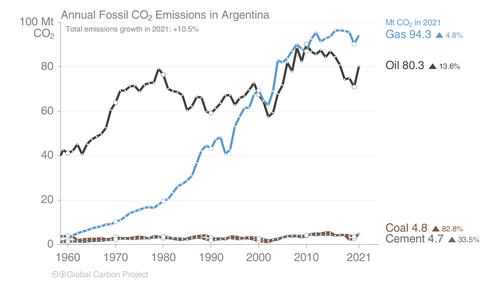 Annual Fossil CO₂ Emissions in Argentina
100 Mt
CO₂
Total emissions growth in 2021: +10.5%
Mt CO₂ in 2021
Gas 94.3 ▲ 4.8%
Oil 80.3 ▲ 13.6%
80
60
40
20
Coal 4.8 ▲ 82.8%
Cement 4.7 ▲ 33.5%
0
1960 1970 1980 1990 2000 2010 2021
Global Carbon Project